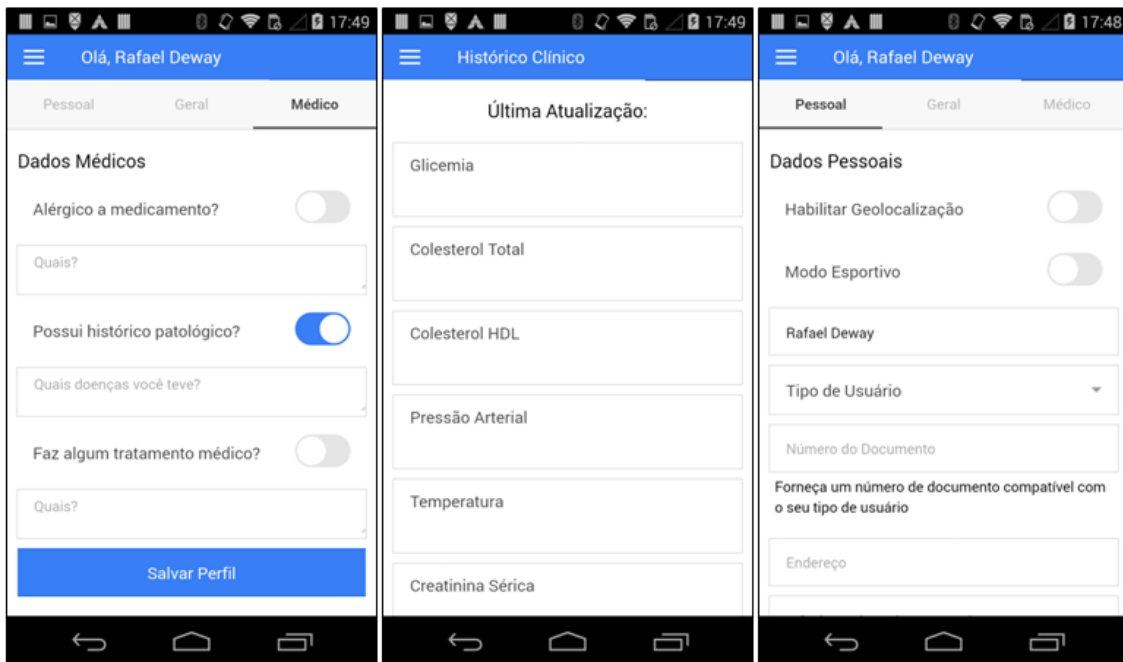 17:49
Olá, Rafael Deway
Pessoal Geral Médico
Dados Médicos
Alérgico a medicamento?
Quais?
Possui histórico patológico?
Quais doenças você teve?
Faz algum tratamento médico?
Quais?
Salvar Perfil
17:49
Histórico Clínico
Última Atualização:
Glicemia
Colesterol Total
Colesterol HDL
Pressão Arterial
Temperatura
Creatinina Sérica
17:48
Olá, Rafael Deway
Pessoal Geral Médico
Dados Pessoais
Habilitar Geolocalização
Modo Esportivo
Rafael Deway
Tipo de Usuário
Número do Documento
Forneça um número de documento compatível com
o seu tipo de usuário
Endereço